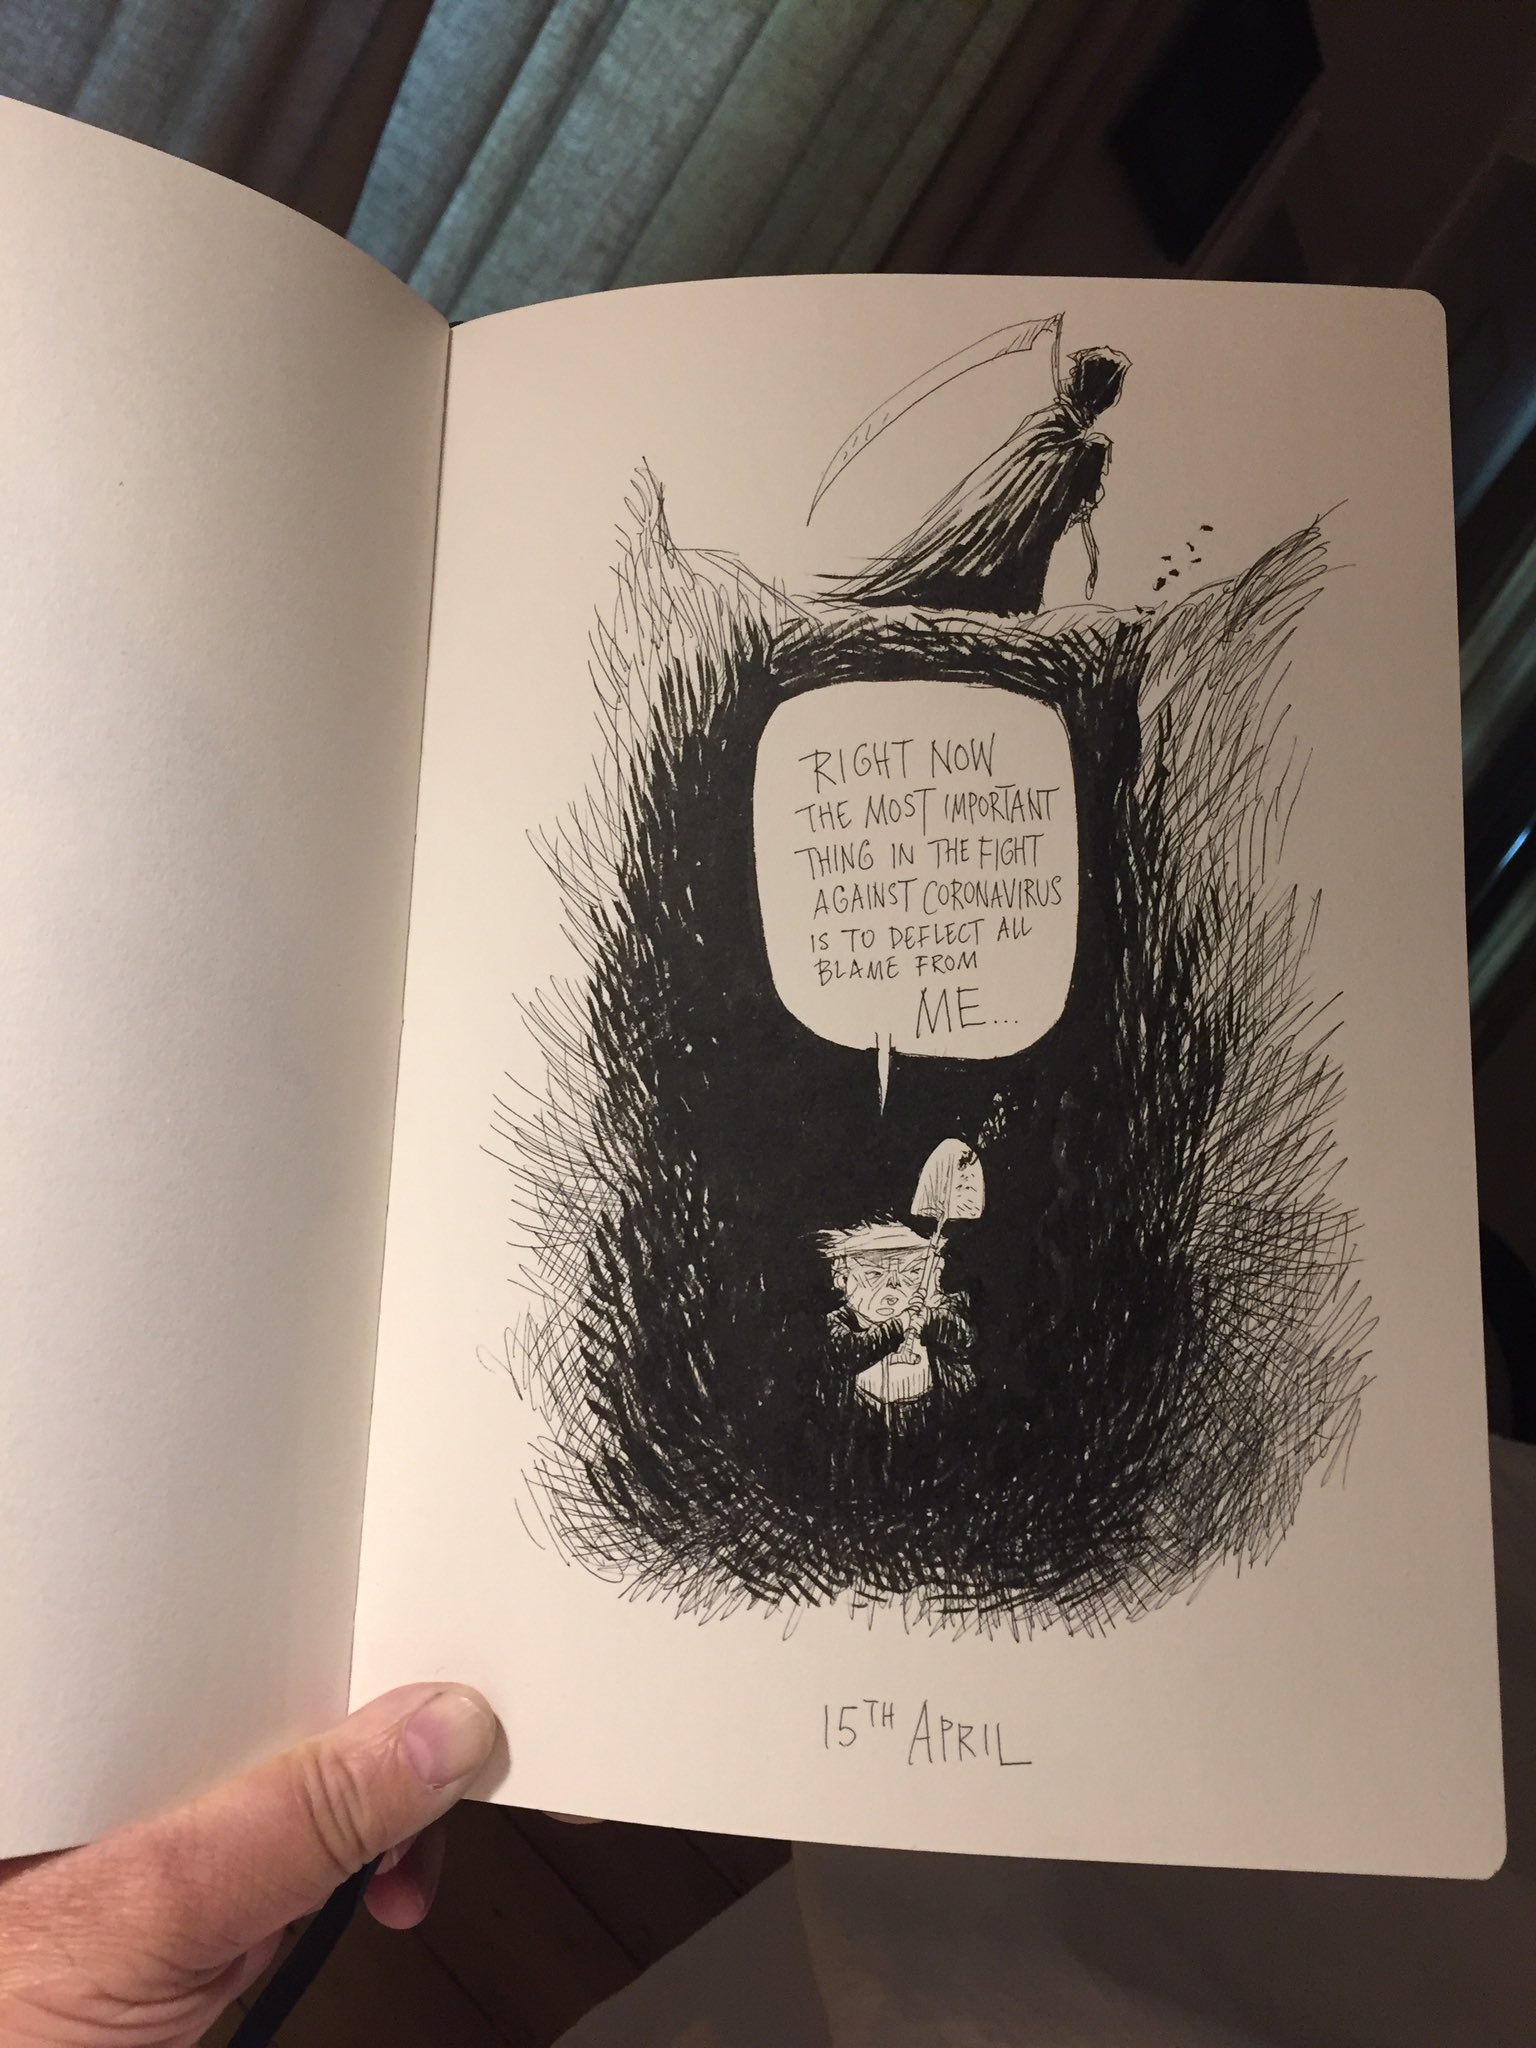 RIGHT NOW
THE MOST IMPORTANT
THING IN THE FIGHT
AGAINST CORONAVIRUS
IS TO DEFLECT ALL
BLAME FROM
ME...
15TH APRIL